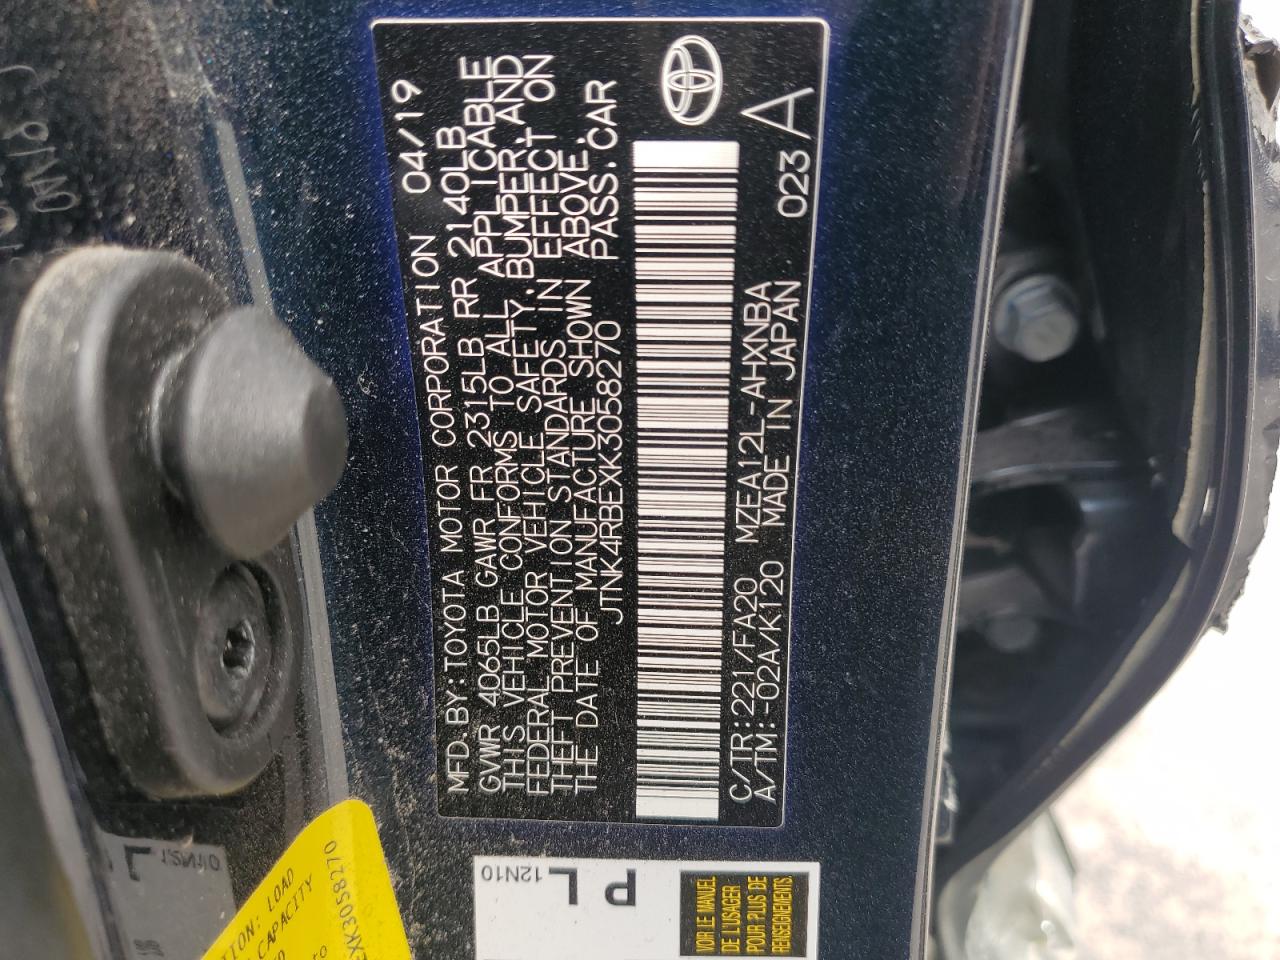 MFD.BY:TOYOTA MOTOR CORPORATION 04/19
GVWR 4065LB GAWR FR 2315LB RR 2140LB
THIS VEHICLE CONFORMS TO ALL APPLICABLE
FEDERAL MOTOR VEHICLE SAFETY, BUMPER, AND
THEFT PREVENTION STANDARDS IN EFFECT ON
THE DATE OF MANUFACTURE SHOWN ABOVE.
JTNK4RBEXK3058270 PASS.CAR
C/TR:221/FA20 MZEA12L-AHXNBA 023
A/TM:-02A/K120 MADE IN JAPAN A
P L
12N10
VOIR LE MANUEL
DE L'USAGER
POUR PLUS DE
RENSEIGNEMENTS.
LOAD
CAPACITY
XK3058270